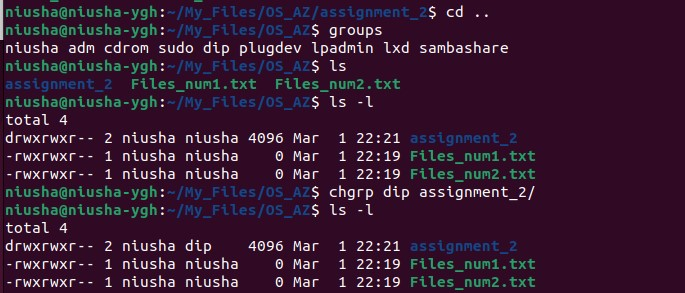 niusha@niusha-ygh:~/My_Files/OS_AZ/assignment_2$ cd ..
niusha@niusha-ygh:~/My_Files/OS_AZ$ groups
niusha adm cdrom sudo dip plugdev lpadmin lxd sambashare
niusha@niusha-ygh:~/My_Files/OS_AZ$ ls
assignment_2  Files_num1.txt  Files_num2.txt
niusha@niusha-ygh:~/My_Files/OS_AZ$ ls -l
total 4
drwxrwxr-- 2 niusha niusha 4096 Mar  1 22:21 assignment_2
-rwxrwxr-- 1 niusha niusha    0 Mar  1 22:19 Files_num1.txt
-rwxrwxr-- 1 niusha niusha    0 Mar  1 22:19 Files_num2.txt
niusha@niusha-ygh:~/My_Files/OS_AZ$ chgrp dip assignment_2/
niusha@niusha-ygh:~/My_Files/OS_AZ$ ls -l
total 4
drwxrwxr-- 2 niusha dip    4096 Mar  1 22:21 assignment_2
-rwxrwxr-- 1 niusha niusha    0 Mar  1 22:19 Files_num1.txt
-rwxrwxr-- 1 niusha niusha    0 Mar  1 22:19 Files_num2.txt